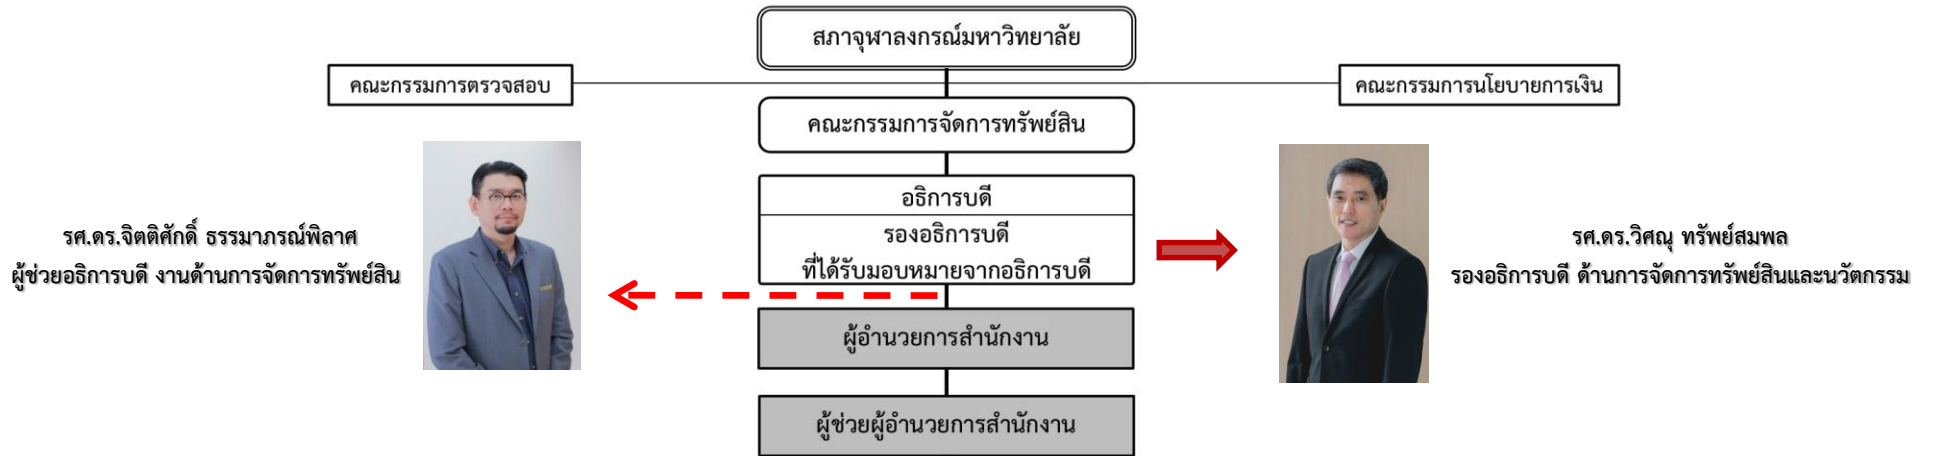 สภาจุฬาลงกรณ์มหาวิทยาลัย
คณะกรรมการตรวจสอบ
คณะกรรมการนโยบายการเงิน
คณะกรรมการจัดการทรัพย์สิน
อธิการบดี
รองอธิการบดี
ที่ได้รับมอบหมายจากอธิการบดี
รศ.ดร.จิตติศักดิ์ ธรรมาภรณ์พิลาศ
ผู้ช่วยอธิการบดี งานด้านการจัดการทรัพย์สิน
รศ.ดร.วิศณุ ทรัพย์สมพล
รองอธิการบดี ด้านการจัดการทรัพย์สินและนวัตกรรม
ผู้อำนวยการสำนักงาน
ผู้ช่วยผู้อำนวยการสำนักงาน